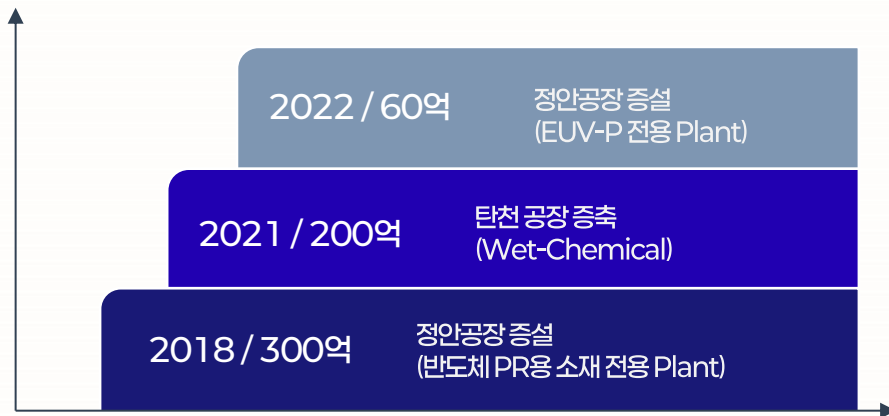 2022 / 60억
정안공장 증설
(EUV-P 전용 Plant)
2021 / 200억
탄천 공장 증축
(Wet-Chemical)
2018 / 300억
정안공장 증설
(반도체 PR용 소재 전용 Plant)